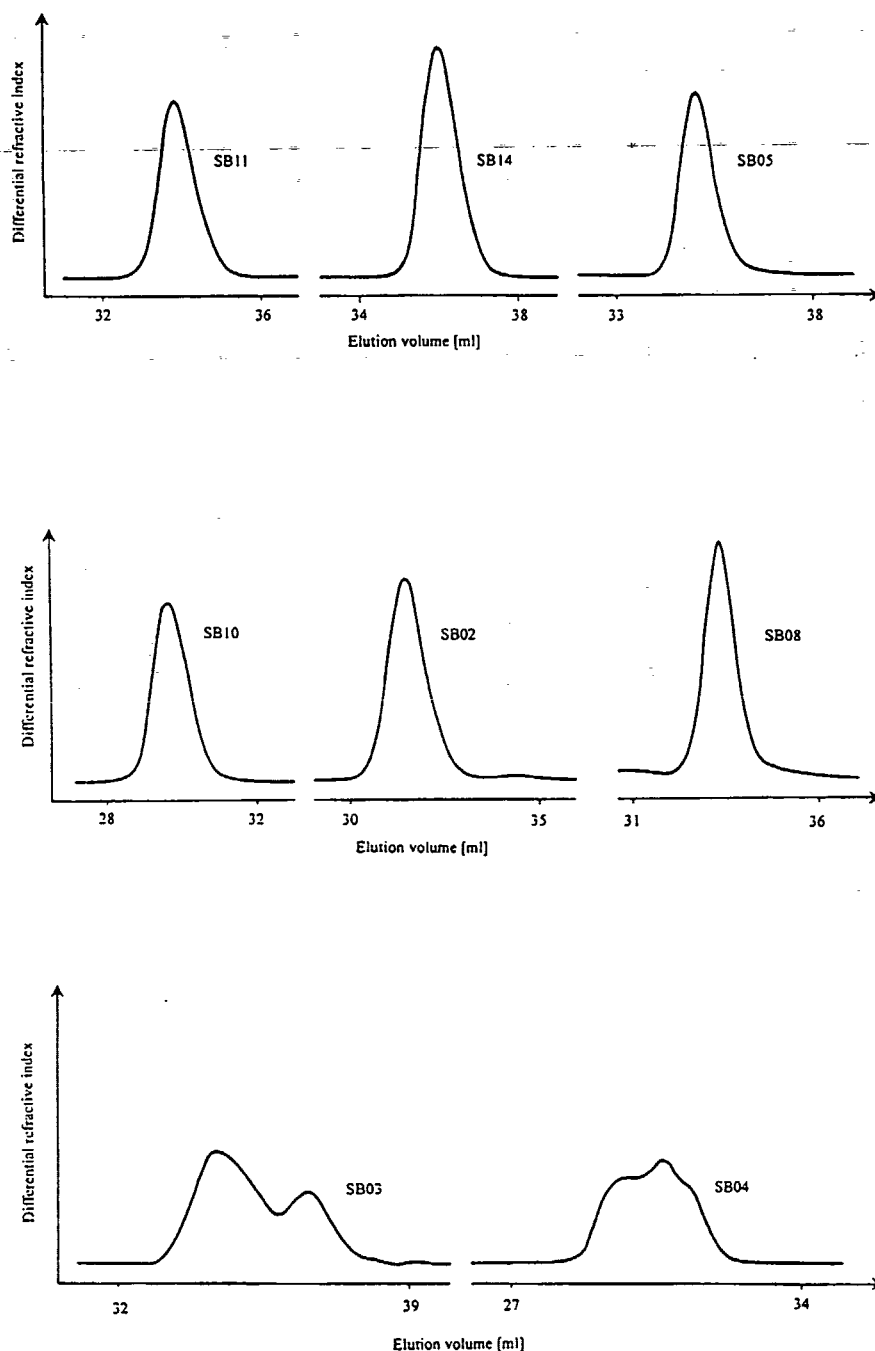 Differential refractive index
SB11
SB14
SB05
32
36
34
38
33
38
Elution volume [ml]
Differential refractive index
SB10
SB02
SB08
28
32
30
35
31
36
Elution volume [ml]
Differential refractive index
SB03
SB04
32
39
27
34
Elution volume [ml]